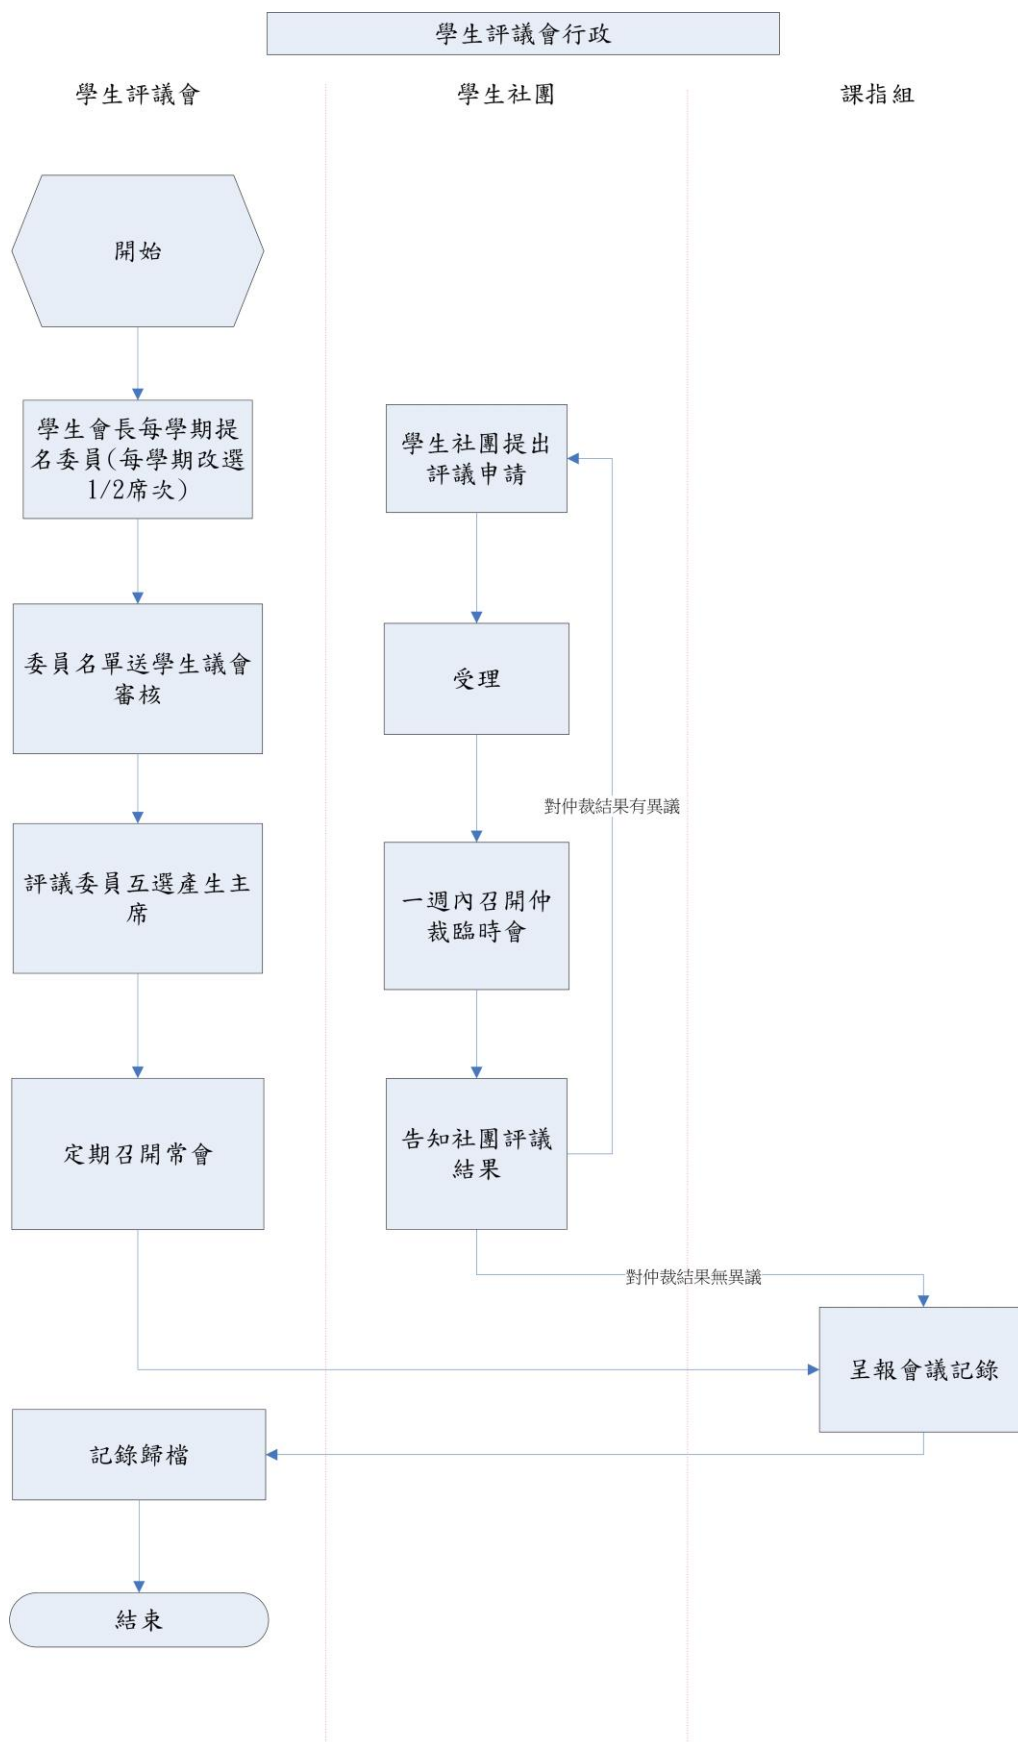 學生評議會行政
學生評議會
學生社團
課指組
開始
學生會長每學期提
名委員(每學期改選
1/2席次)
委員名單送學生議會
審核
評議委員互選產生主
席
定期召開常會
學生社團提出
評議申請
受理
對仲裁結果有異議
一週內召開仲
裁臨時會
告知社團評議
結果
對仲裁結果無異議
呈報會議記錄
記錄歸檔
結束